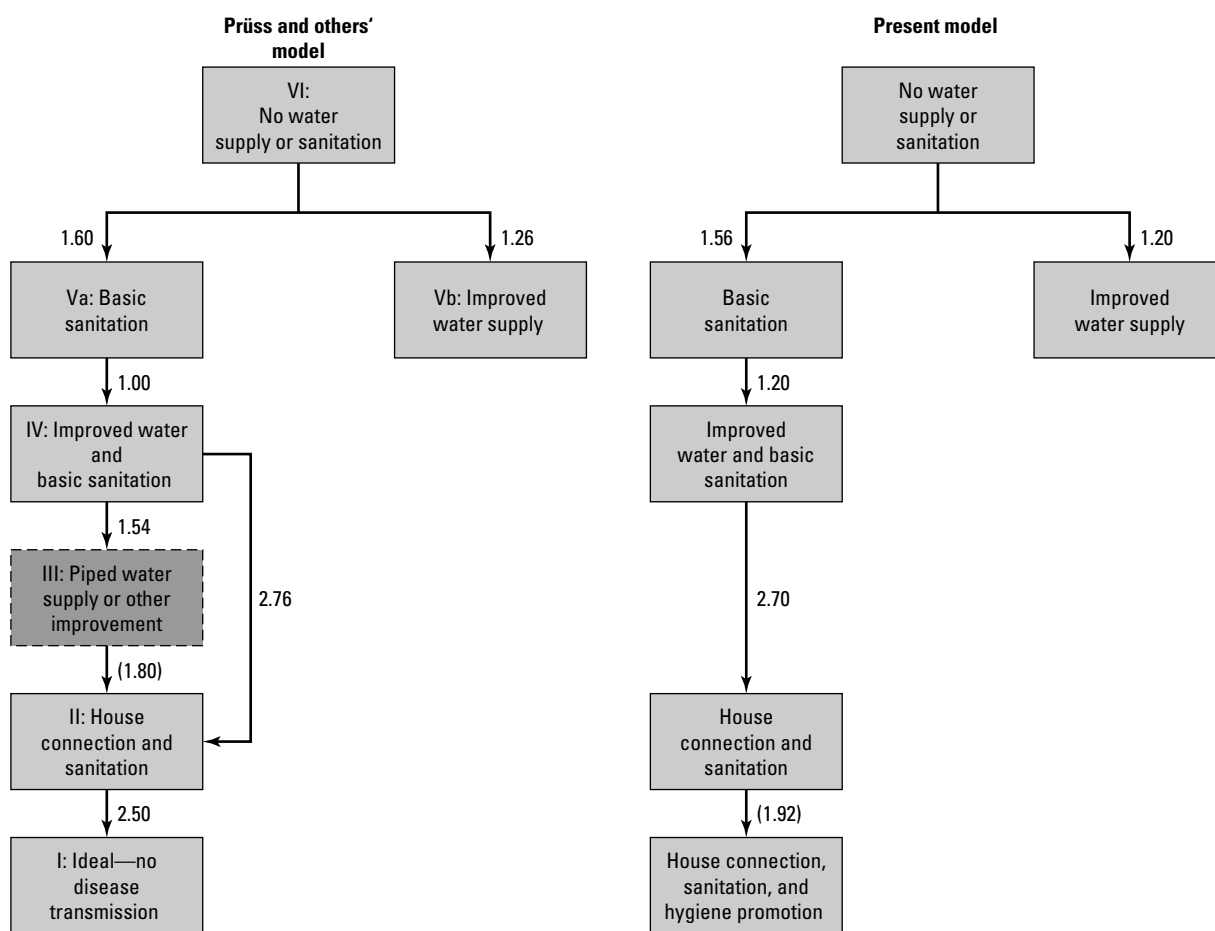 Prüss and others‘
model
VI:
No water
supply or sanitation
1.60
1.26
Va: Basic
sanitation
Vb: Improved
water supply
1.00
IV: Improved water
and
basic sanitation
1.54
III: Piped water
supply or other
improvement
2.76
(1.80)
II: House
connection and
sanitation
2.50
I: Ideal—no
disease
transmission
Present model
No water
supply or
sanitation
1.56
1.20
Basic
sanitation
Improved
water supply
1.20
Improved
water and basic
sanitation
2.70
House
connection and
sanitation
(1.92)
House connection,
sanitation, and
hygiene promotion